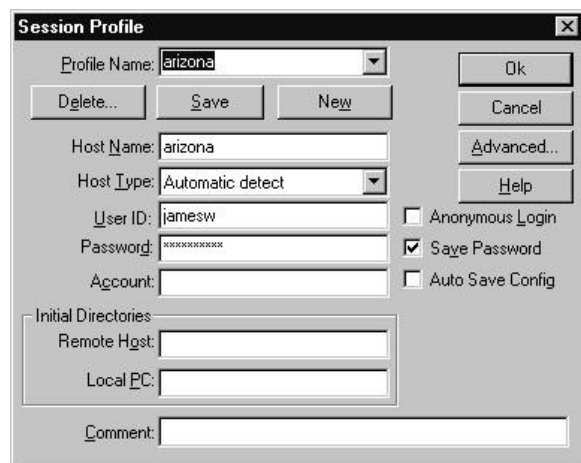 Session Profile
Profile Name: arizona
Ok
Delete... Save New
Cancel
Host Name: arizona
Advanced...
Host Type: Automatic detect
Help
User ID: jamesw
Anonymous Login
Password: xxxxxxxxxx
Save Password
Account:
Auto Save Config
Initial Directories
Remote Host:
Local PC:
Comment: